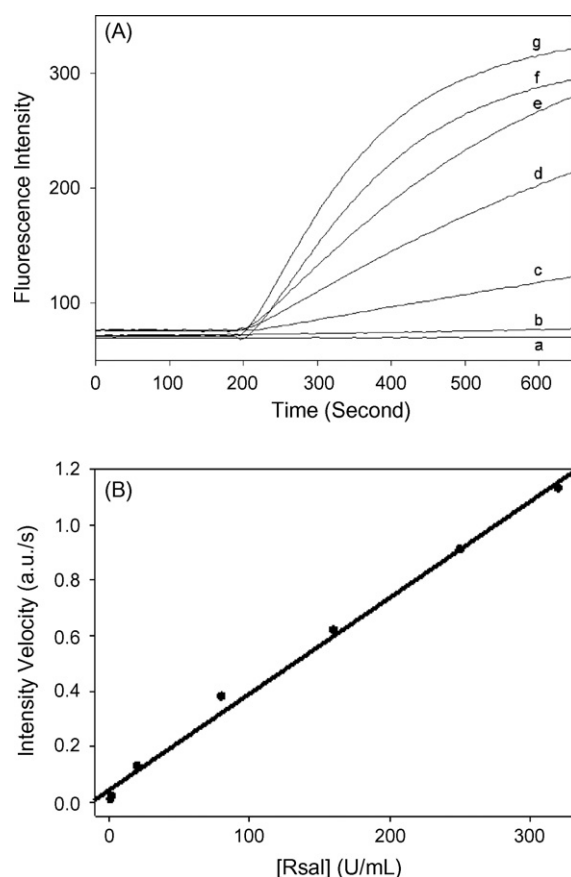 (A)
300
200
100
Fluorescence Intensity
g
f
e
d
c
b
a
0 100 200 300 400 500 600
Time (Second)
(B)
1.2
1.0
0.8
0.6
0.4
0.2
0.0
Intensity Velocity (a.u./s)
0 100 200 300
[RsaI] (U/mL)